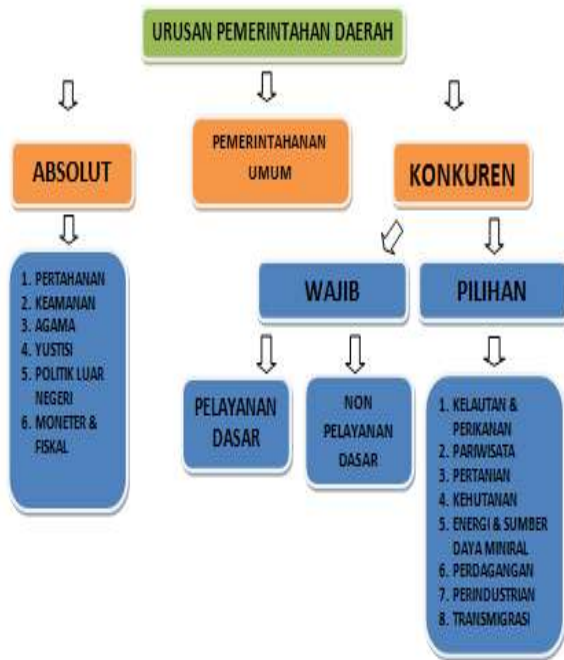 URUSAN PEMERINTAHAN DAERAH
ABSOLUT
PEMERINTAHANAN
UMUM
KONKUREN
1. PERTAHANAN
2. KEAMANAN
3. AGAMA
4. YUSTISI
5. POLITIK LUAR
NEGERI
6. MONETER &
FISKAL
WAJIB
PILIHAN
PELAYANAN
DASAR
NON
PELAYANAN
DASAR
1. KELAUTAN &
PERIKANAN
2. PARIWISATA
3. PERTANIAN
4. KEHUTANAN
5. ENERGI & SUMBER
DAYA MINIRAL
6. PERDAGANGAN
7. PERINDUSTRIAN
8. TRANSMIGRASI